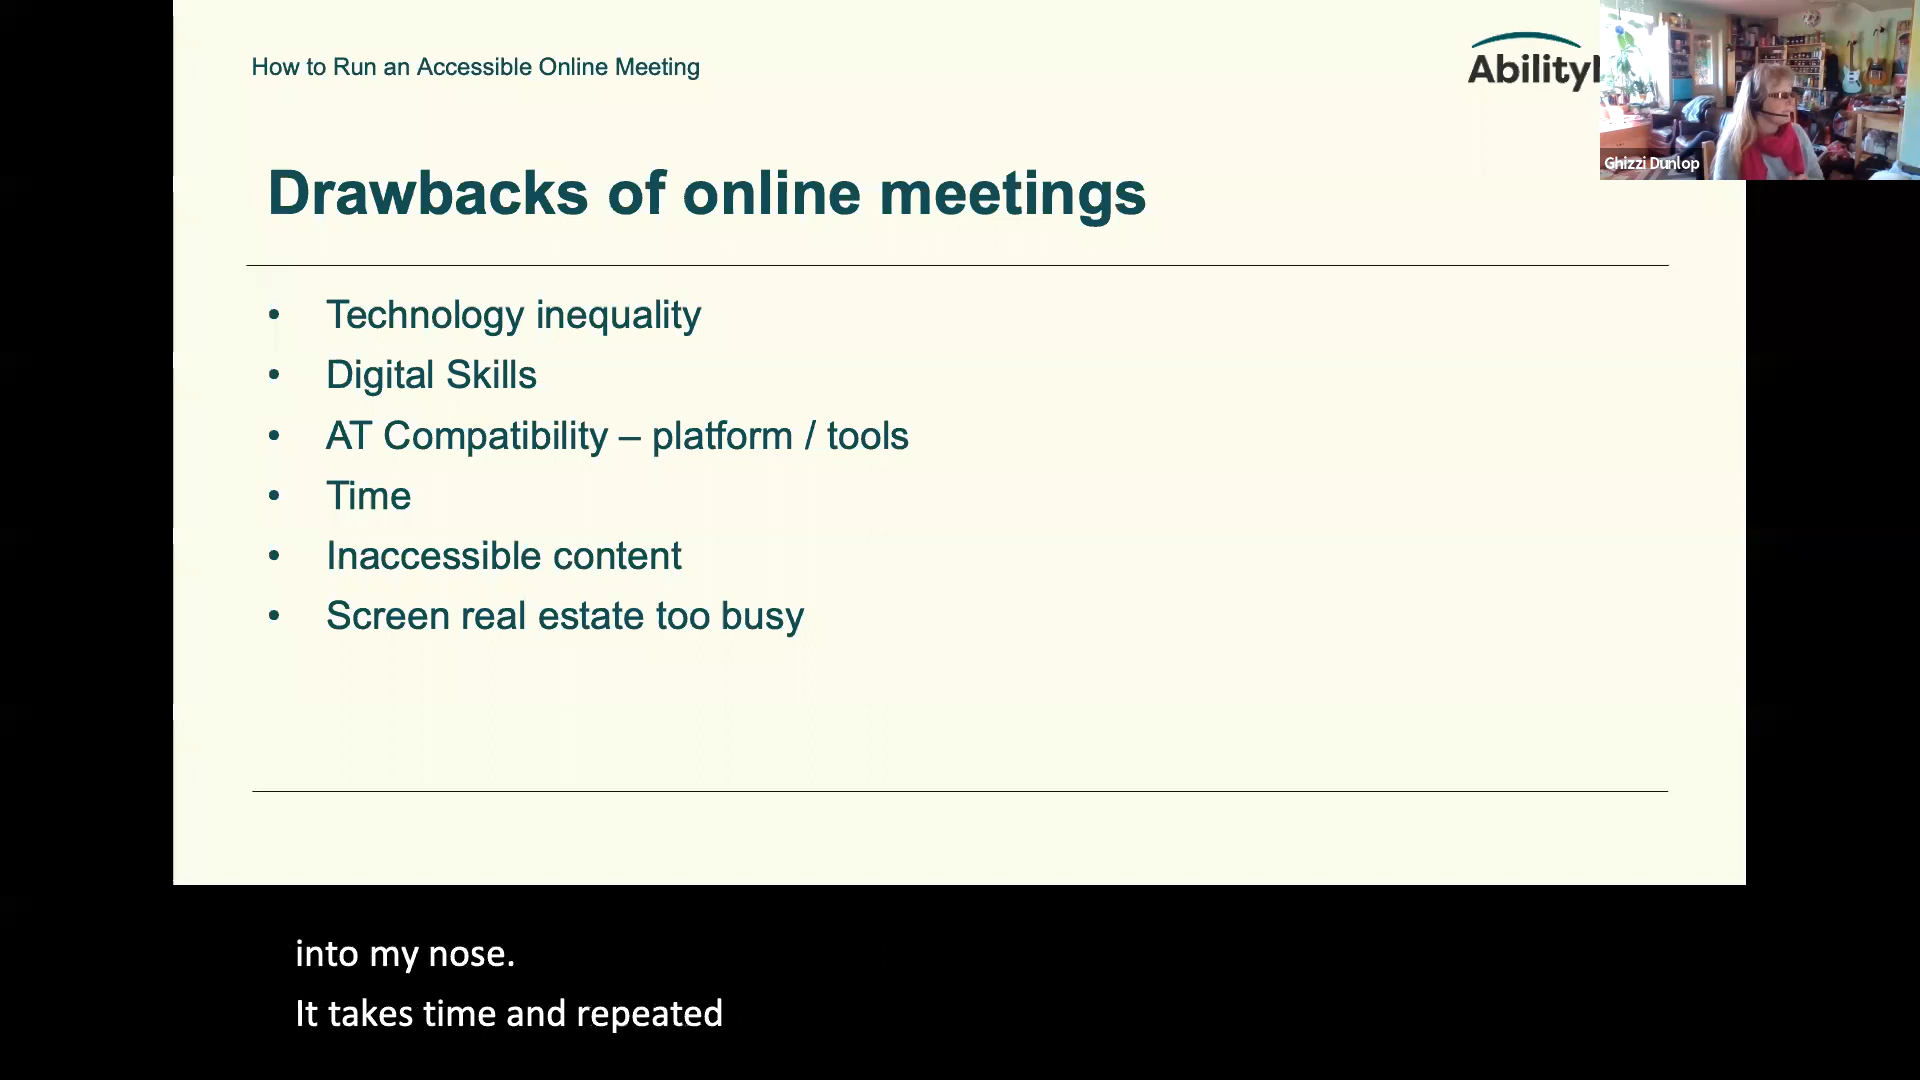 How to Run an Accessible Online Meeting
Ability
Ghizzi Dunlop
Drawbacks of online meetings
• Technology inequality
• Digital Skills
• AT Compatibility – platform / tools
• Time
• Inaccessible content
• Screen real estate too busy
into my nose.
It takes time and repeated